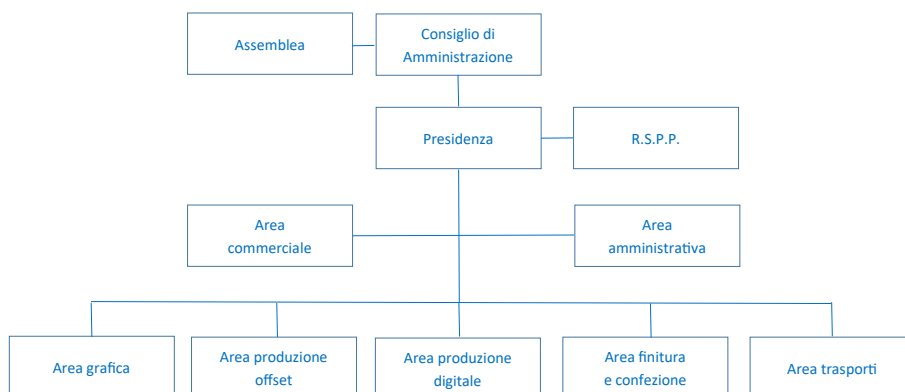 Assemblea
Consiglio di
Amministrazione
Presidenza
R.S.P.P.
Area
commerciale
Area
amministrativa
Area grafica
Area produzione
offset
Area produzione
digitale
Area finitura
e confezione
Area trasporti